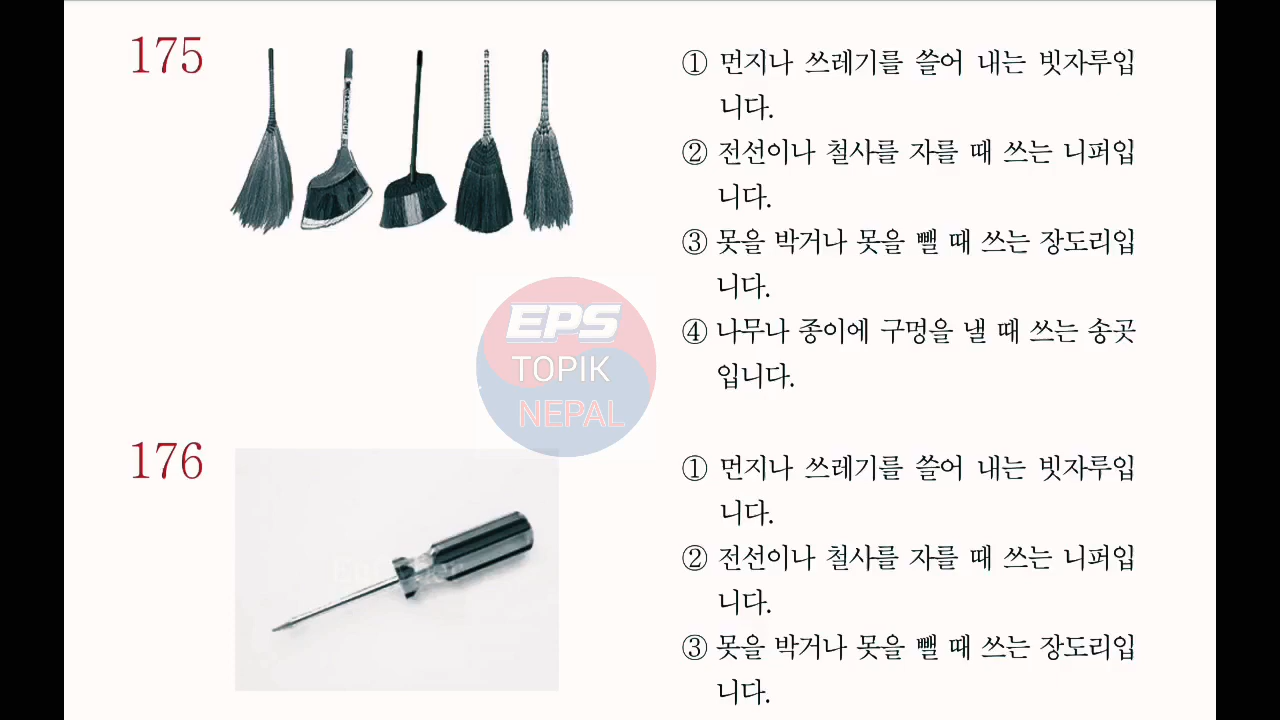 175
① 먼지나 쓰레기를 쓸어 내는 빗자루입
니다.
② 전선이나 철사를 자를 때 쓰는 니퍼입
니다.
③ 못을 박거나 못을 뺄 때 쓰는 장도리입
니다.
④ 나무나 종이에 구멍을 낼 때 쓰는 송곳
입니다.
EPS
TOPIK
NEPAL
176
① 먼지나 쓰레기를 쓸어 내는 빗자루입
니다.
② 전선이나 철사를 자를 때 쓰는 니퍼입
니다.
③ 못을 박거나 못을 뺄 때 쓰는 장도리입
니다.